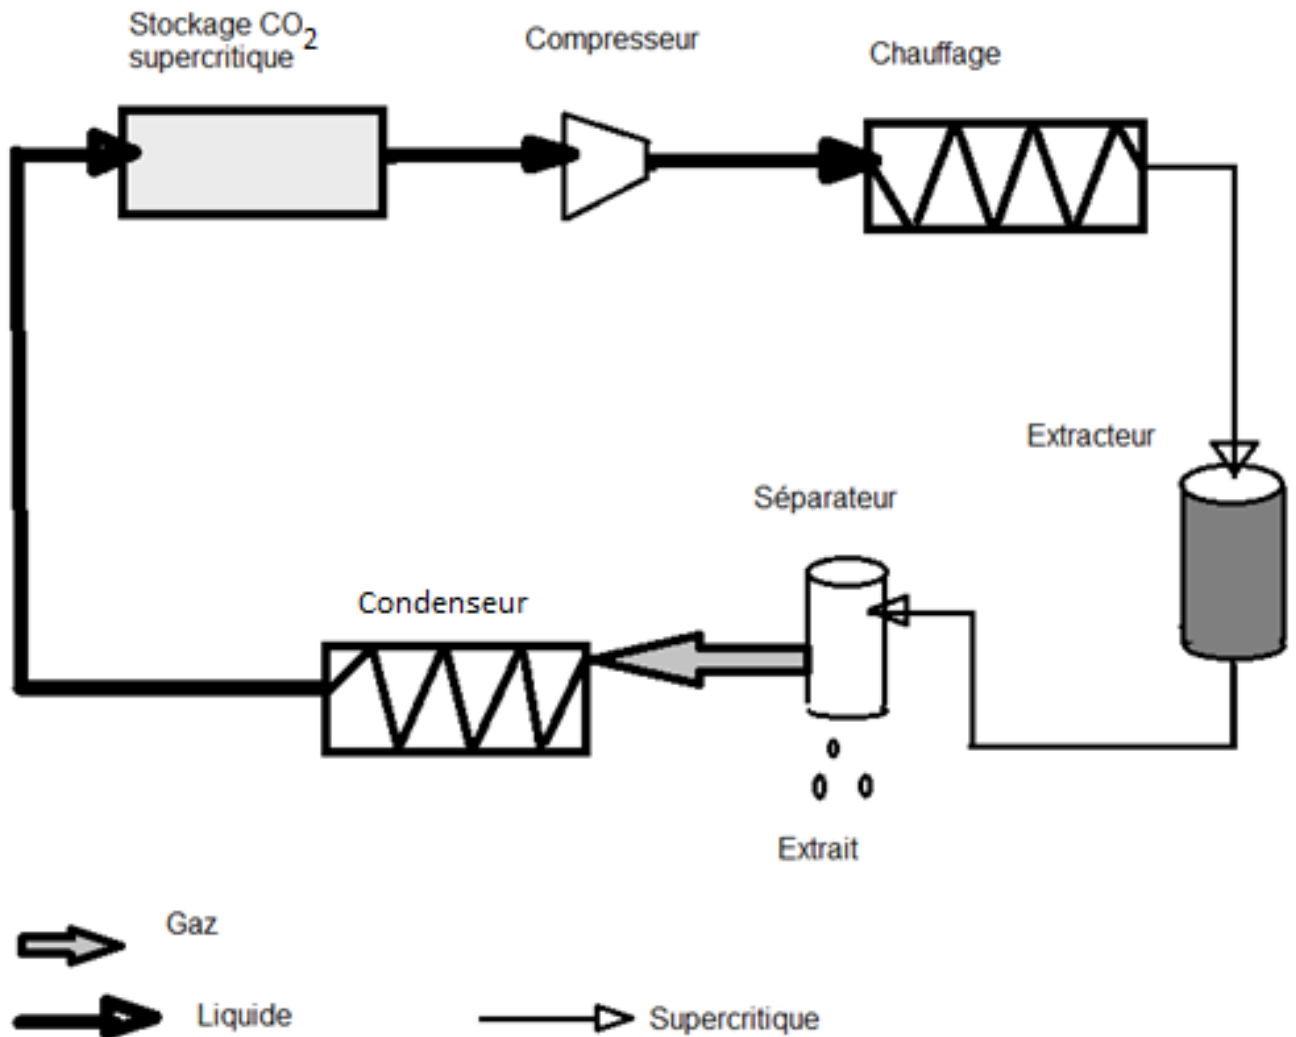 Stockage CO2
supercritique
Compresseur
Chauffage
Extracteur
Séparateur
Condenseur
Extrait
Gaz
Liquide
Supercritique